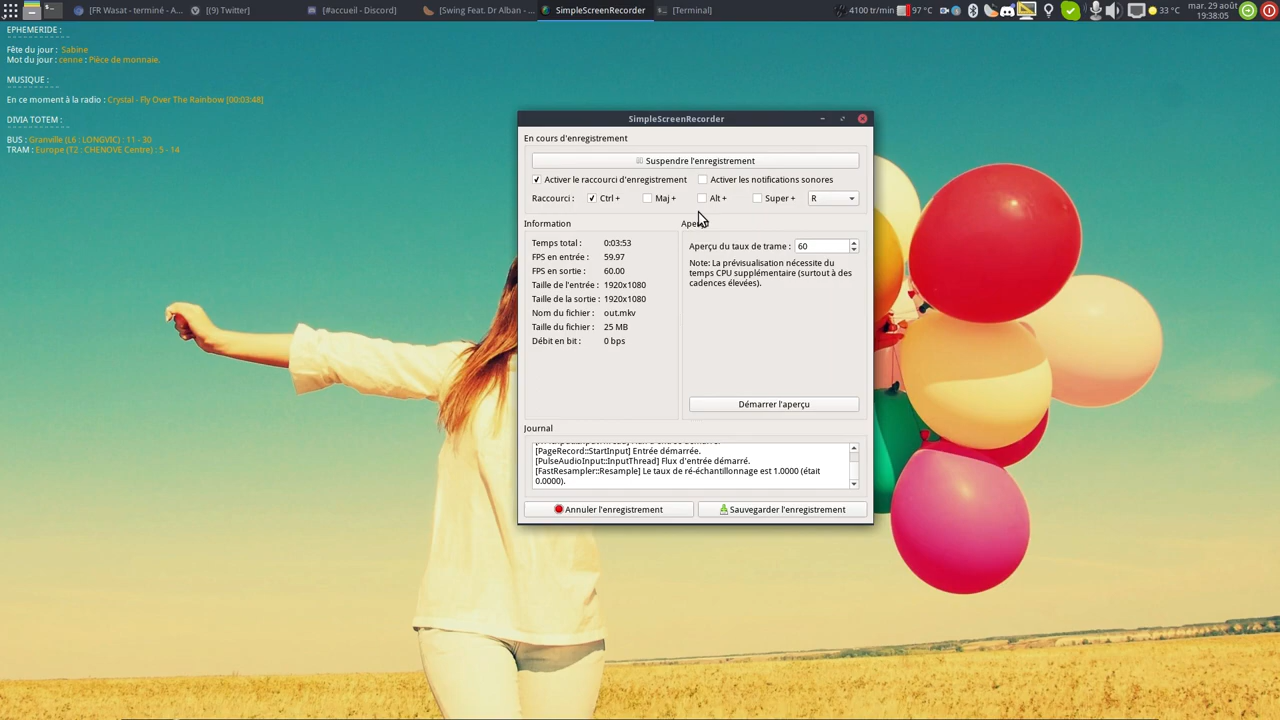 [FR Wasat - terminé - A...
[(9) Twitter]
[#accueil - Discord]
[Swing Feat. Dr Alban - ...
SimpleScreenRecorder
[Terminal]
4100 tr/min
97 °C
33 °C
mar. 29 août
19:38:05
EPHEMERIDE :
Fête du jour : Sabine
Mot du jour : cenne : Pièce de monnaie.
MUSIQUE :
En ce moment à la radio : Crystal - Fly Over The Rainbow [00:03:48]
DIVIA TOTEM :
BUS : Granville (L6 : LONGVIC) : 11 - 30
TRAM : Europe (T2 : CHENOVE Centre) : 5 - 14
SimpleScreenRecorder
En cours d'enregistrement
Suspendre l'enregistrement
Activer le raccourci d'enregistrement
Activer les notifications sonores
Raccourci : Ctrl + Maj + Alt + Super + R
Information
Temps total : 0:03:53
FPS en entrée : 59.97
FPS en sortie : 60.00
Taille de l'entrée : 1920x1080
Taille de la sortie : 1920x1080
Nom du fichier : out.mkv
Taille du fichier : 25 MB
Débit en bit : 0 bps
Aperçu du taux de trame : 60
Note: La prévisualisation nécessite du
temps CPU supplémentaire (surtout à des
cadences élevées).
Démarrer l'aperçu
Journal
[PageRecord::StartInput] Entrée démarrée.
[PulseAudioInput::InputThread] Flux d'entrée démarré.
[FastResampler::Resample] Le taux de ré-échantillonnage est 1.0000 (était
0.0000).
Annuler l'enregistrement
Sauvegarder l'enregistrement